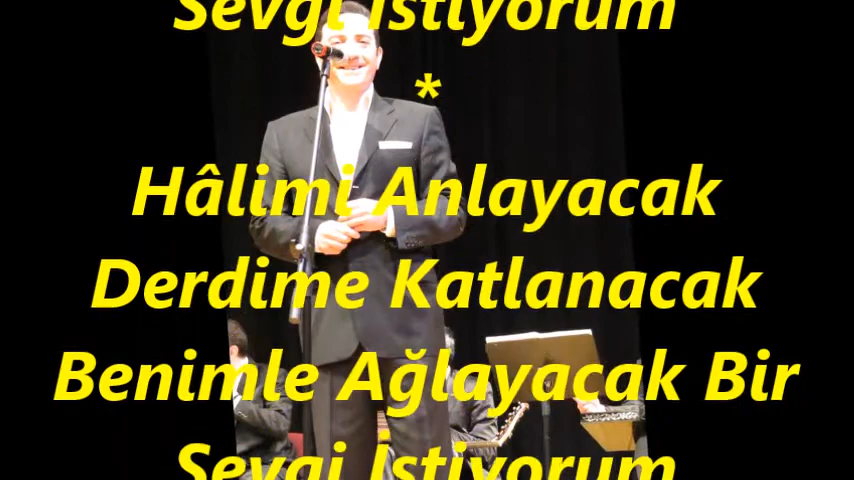 Sevgi İstiyorum
*
Hâlimi Anlayacak
Derdime Katlanacak
Benimle Ağlayacak Bir
Sevgi İstiyorum